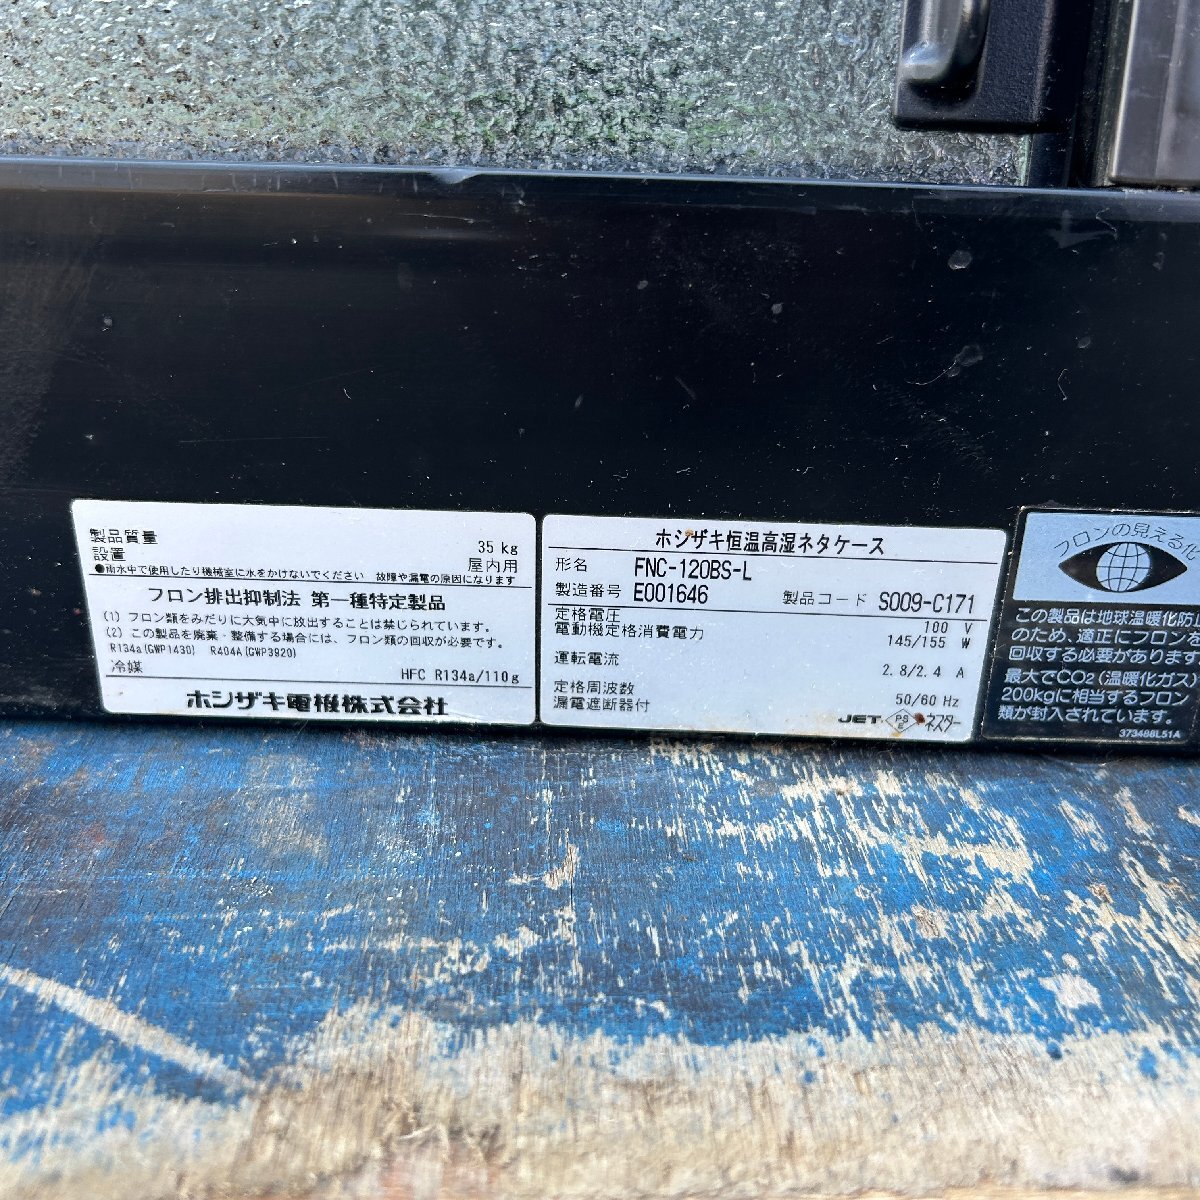 製品質量 35 kg
設置 屋内用
●雨水中で使用したり機械室に水をかけないでください 故障や漏電の原因になります
フロン排出抑制法 第一種特定製品
(1) フロン類をみだりに大気中に放出することは禁じられています。
(2) この製品を廃棄・整備する場合には、フロン類の回収が必要です。
R134a(GWP1430) R404A(GWP3920)
冷媒 HFC R134a/110g
ホシザキ電機株式会社
ホシザキ恒温高湿ネタケース
形名 FNC-120BS-L
製造番号 E001646 製品コード S009-C171
定格電圧 100 V
電動機定格消費電力 145/155 W
運転電流 2.8/2.4 A
定格周波数 50/60 Hz
漏電遮断器付
JET PS E ネスター
フロンの見える化
この製品は地球温暖化防止
のため、適正にフロンを
回収する必要があります
最大でCO2(温暖化ガス)
200kgに相当するフロン
類が封入されています。
373486L51A